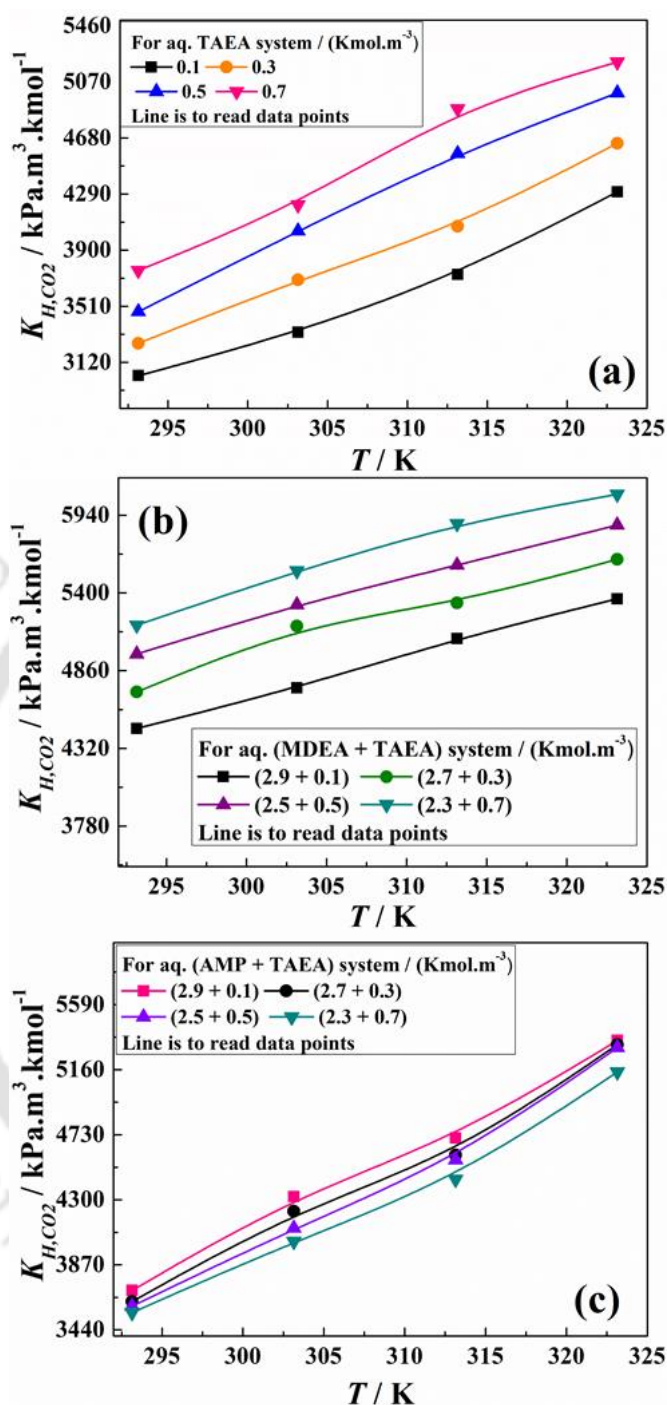 (a)
For aq. TAEA system / (Kmol.m⁻³)
0.1 0.3
0.5 0.7
Line is to read data points
5460
5070
4680
4290
3900
3510
3120
K_{H,CO2} / kPa.m³.kmol⁻¹
295 300 305 310 315 320 325
T / K
(b)
5940
5400
4860
4320
3780
K_{H,CO2} / kPa.m³.kmol⁻¹
For aq. (MDEA + TAEA) system / (Kmol.m⁻³)
(2.9 + 0.1) (2.7 + 0.3)
(2.5 + 0.5) (2.3 + 0.7)
Line is to read data points
295 300 305 310 315 320 325
T / K
For aq. (AMP + TAEA) system / (Kmol.m⁻³)
(2.9 + 0.1) (2.7 + 0.3)
(2.5 + 0.5) (2.3 + 0.7)
Line is to read data points
5590
5160
4730
4300
3870
3440
K_{H,CO2} / kPa.m³.kmol⁻¹
(c)
295 300 305 310 315 320 325
T / K